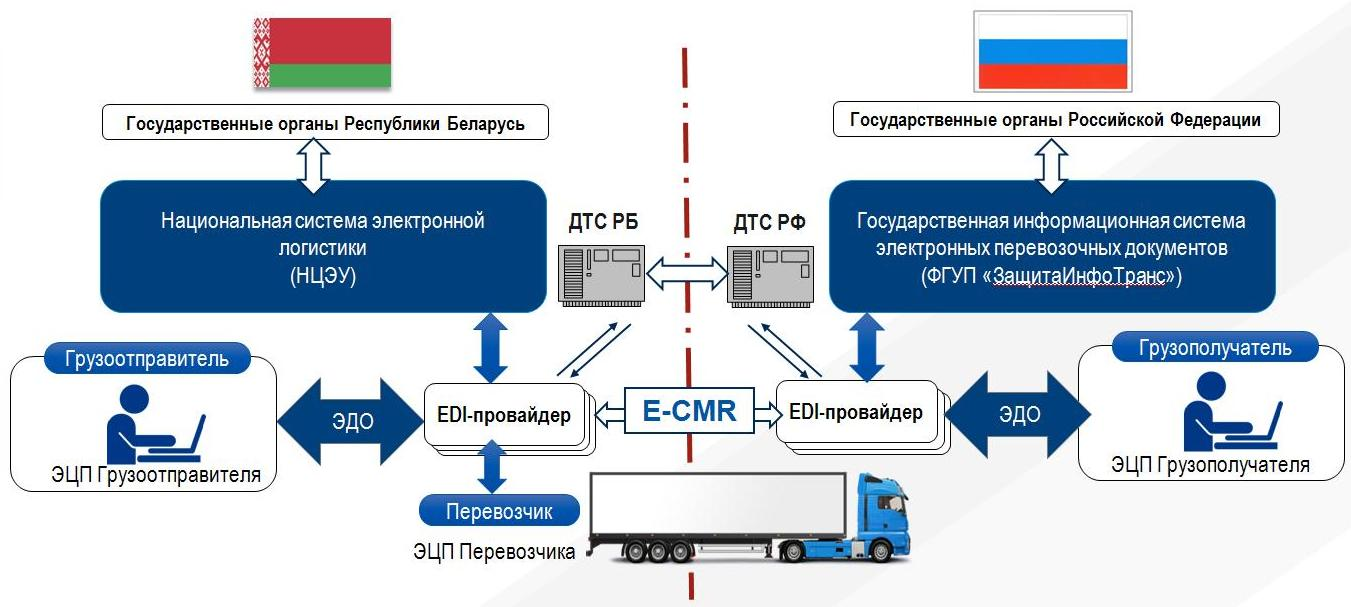 Государственные органы Республики Беларусь
Государственные органы Российской Федерации
Национальная система электронной
логистики
(НЦЭУ)
ДТС РБ
ДТС РФ
Государственная информационная система
электронных перевозочных документов
(ФГУП «ЗащитаИнфоТранс»)
Грузоотправитель
ЭЦП Грузоотправителя
ЭДО
EDI-провайдер
E-CMR
EDI-провайдер
ЭДО
Грузополучатель
ЭЦП Грузополучателя
Перевозчик
ЭЦП Перевозчика